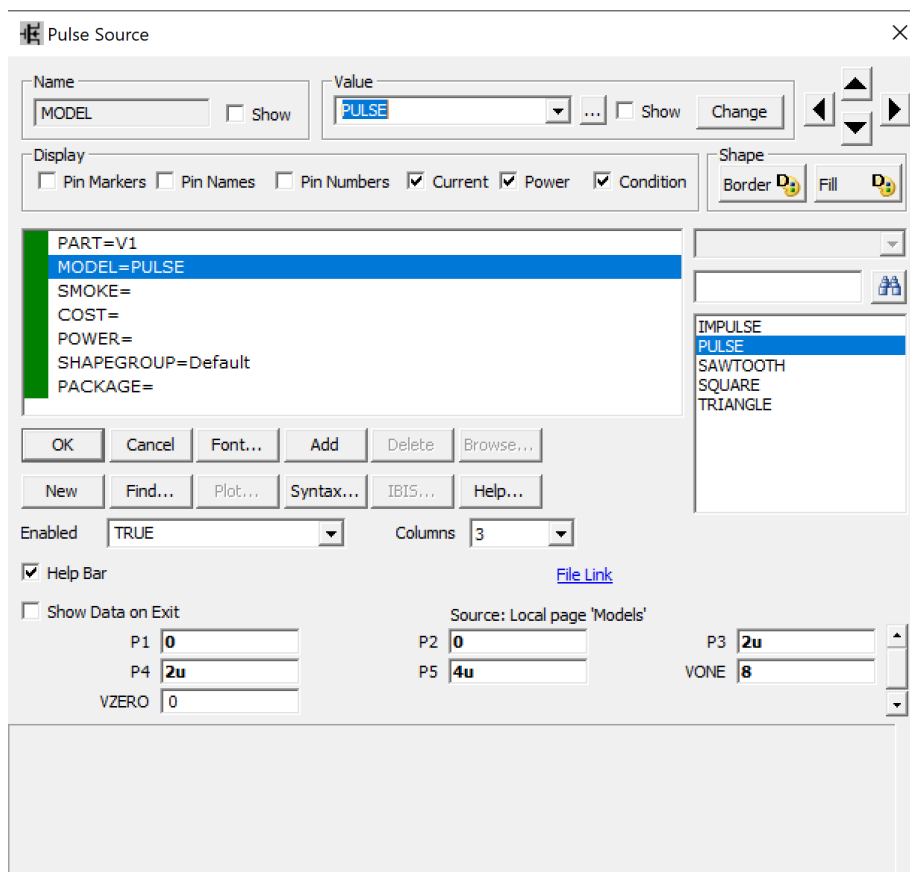 Pulse Source
Name
MODEL Show
Value
PULSE ... Show Change
Display
Pin Markers Pin Names Pin Numbers Current Power Condition
Shape
Border Fill
PART=V1
MODEL=PULSE
SMOKE=
COST=
POWER=
SHAPEGROUP=Default
PACKAGE=
IMPULSE
PULSE
SAWTOOTH
SQUARE
TRIANGLE
OK Cancel Font... Add Delete Browse...
New Find... Plot... Syntax... IBIS... Help...
Enabled TRUE Columns 3
Help Bar File Link
Show Data on Exit Source: Local page 'Models'
P1 0 P2 0 P3 2u
P4 2u P5 4u VONE 8
VZERO 0